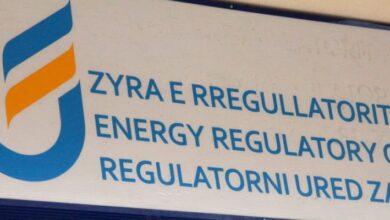 ZYRA E RREGULLATORIT
ENERGY REGULATORY
REGULATORNI URED ZA